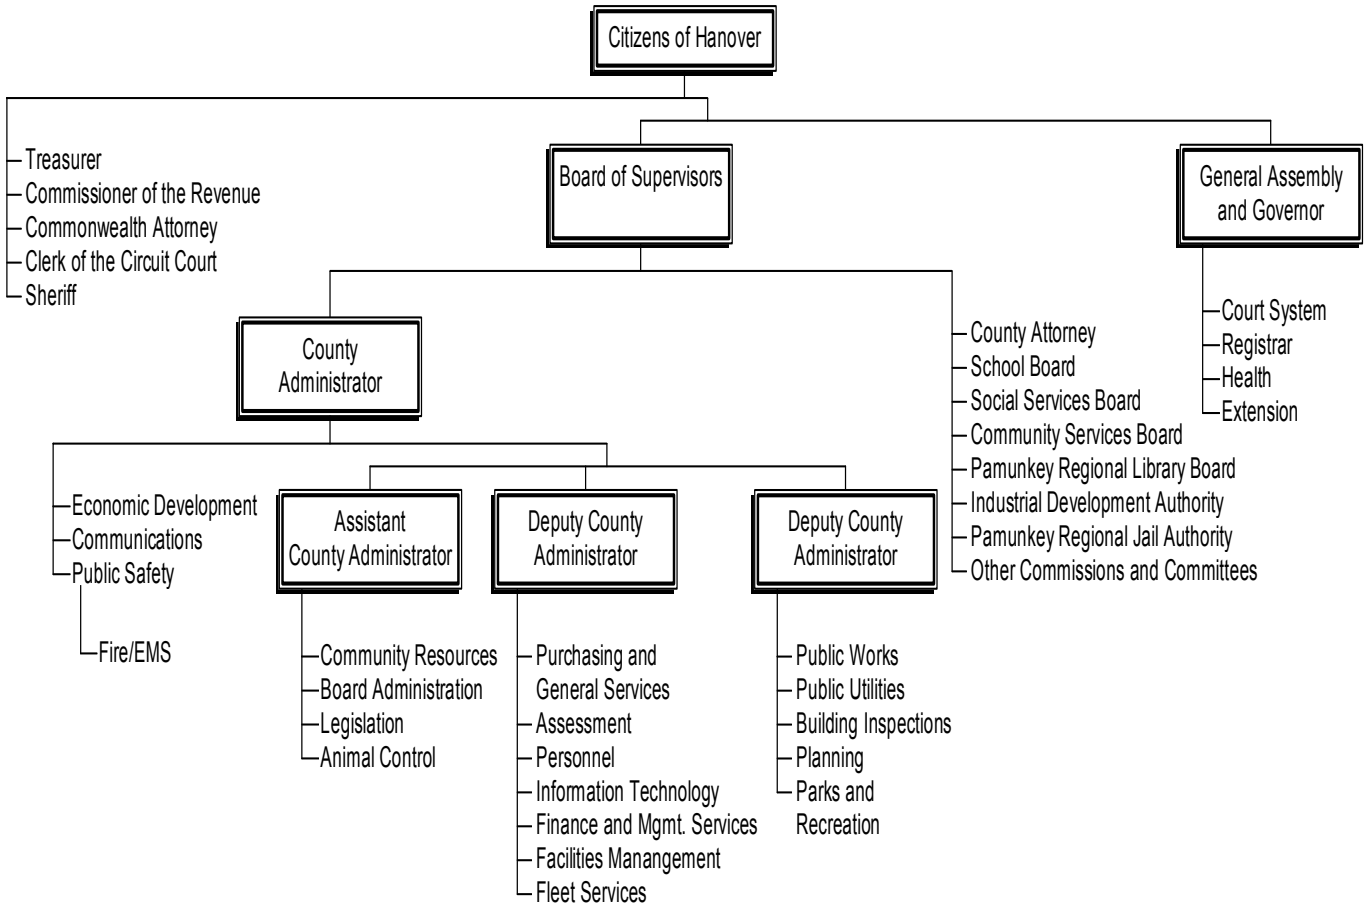 Citizens of Hanover
Treasurer
Commissioner of the Revenue
Commonwealth Attorney
Clerk of the Circuit Court
Sheriff
Board of Supervisors
General Assembly
and Governor
Court System
Registrar
Health
Extension
County
Administrator
County Attorney
School Board
Social Services Board
Community Services Board
Pamunkey Regional Library Board
Industrial Development Authority
Pamunkey Regional Jail Authority
Other Commissions and Committees
Economic Development
Communications
Public Safety
Fire/EMS
Assistant
County Administrator
Community Resources
Board Administration
Legislation
Animal Control
Deputy County
Administrator
Purchasing and
General Services
Assessment
Personnel
Information Technology
Finance and Mgmt. Services
Facilities Manangement
Fleet Services
Deputy County
Administrator
Public Works
Public Utilities
Building Inspections
Planning
Parks and
Recreation